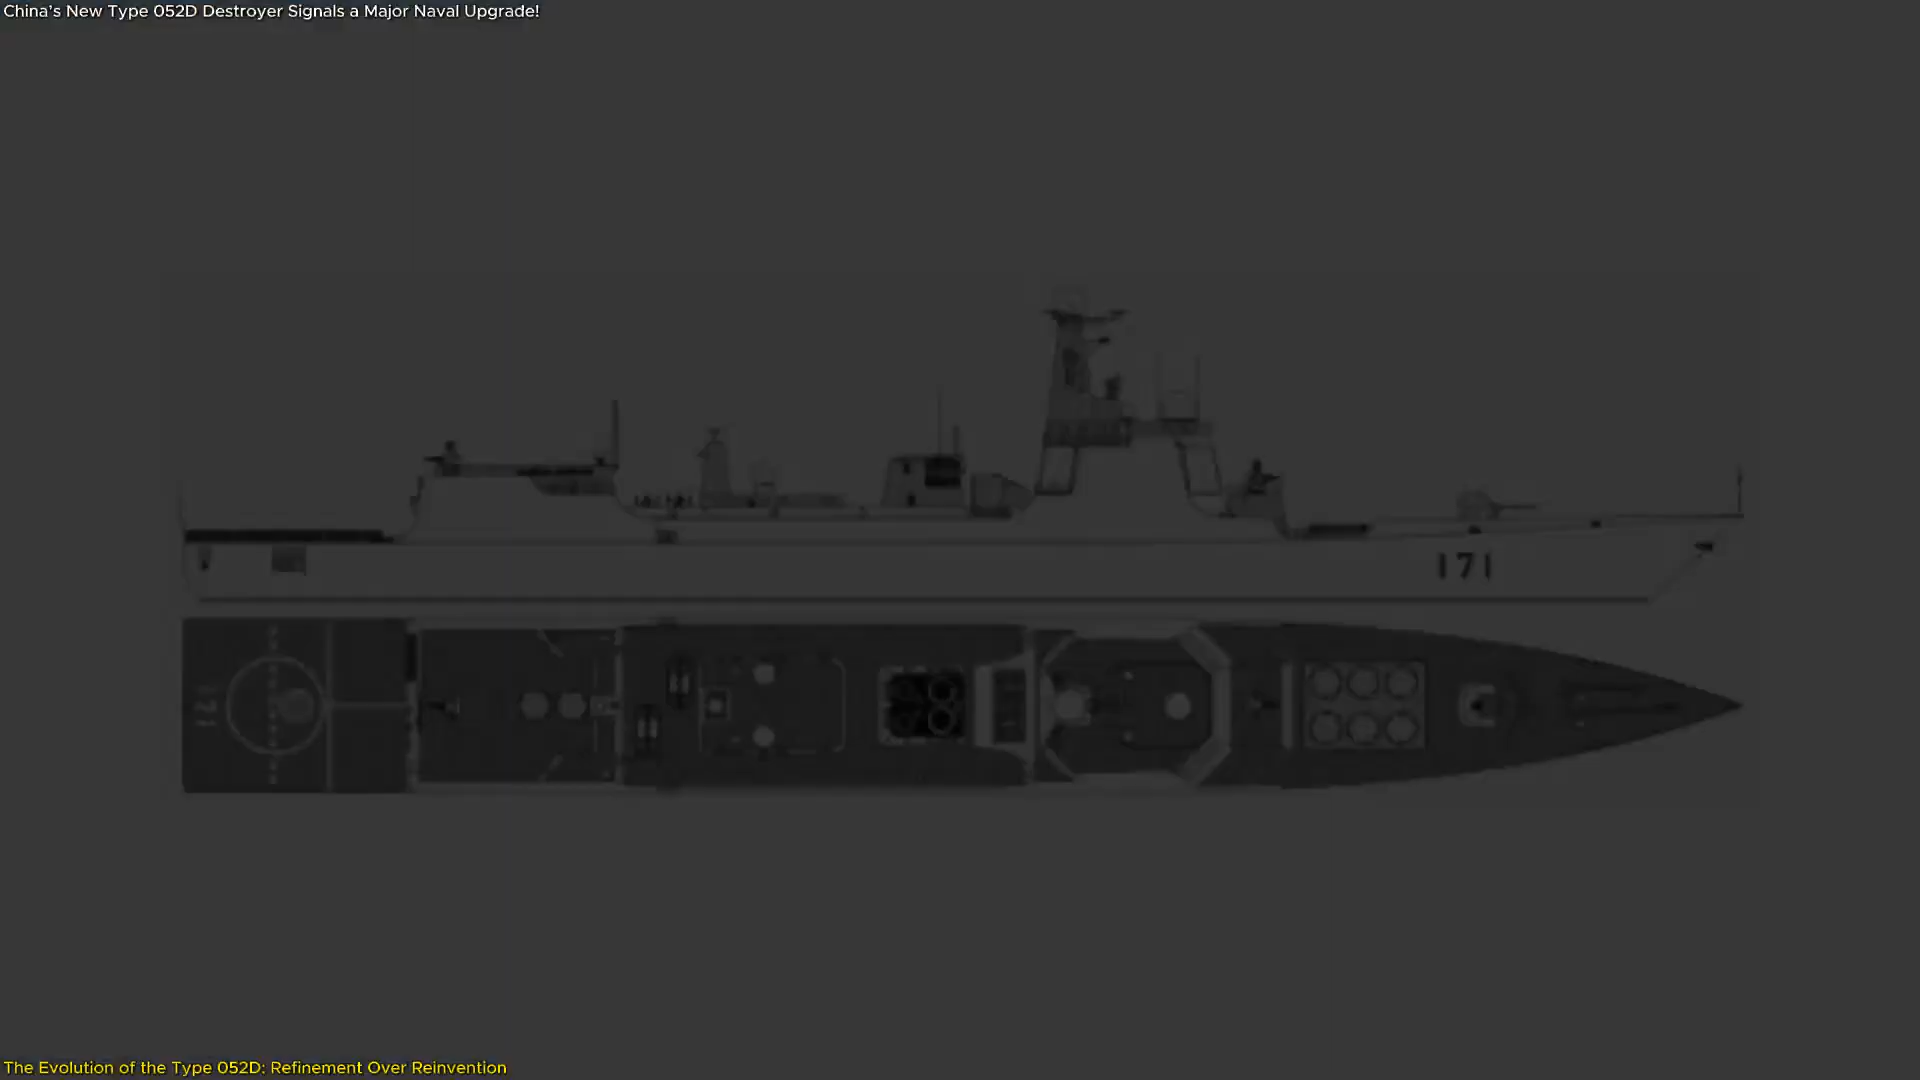 China's New Type 052D Destroyer Signals a Major Naval Upgrade!
171
171
The Evolution of the Type 052D: Refinement Over Reinvention